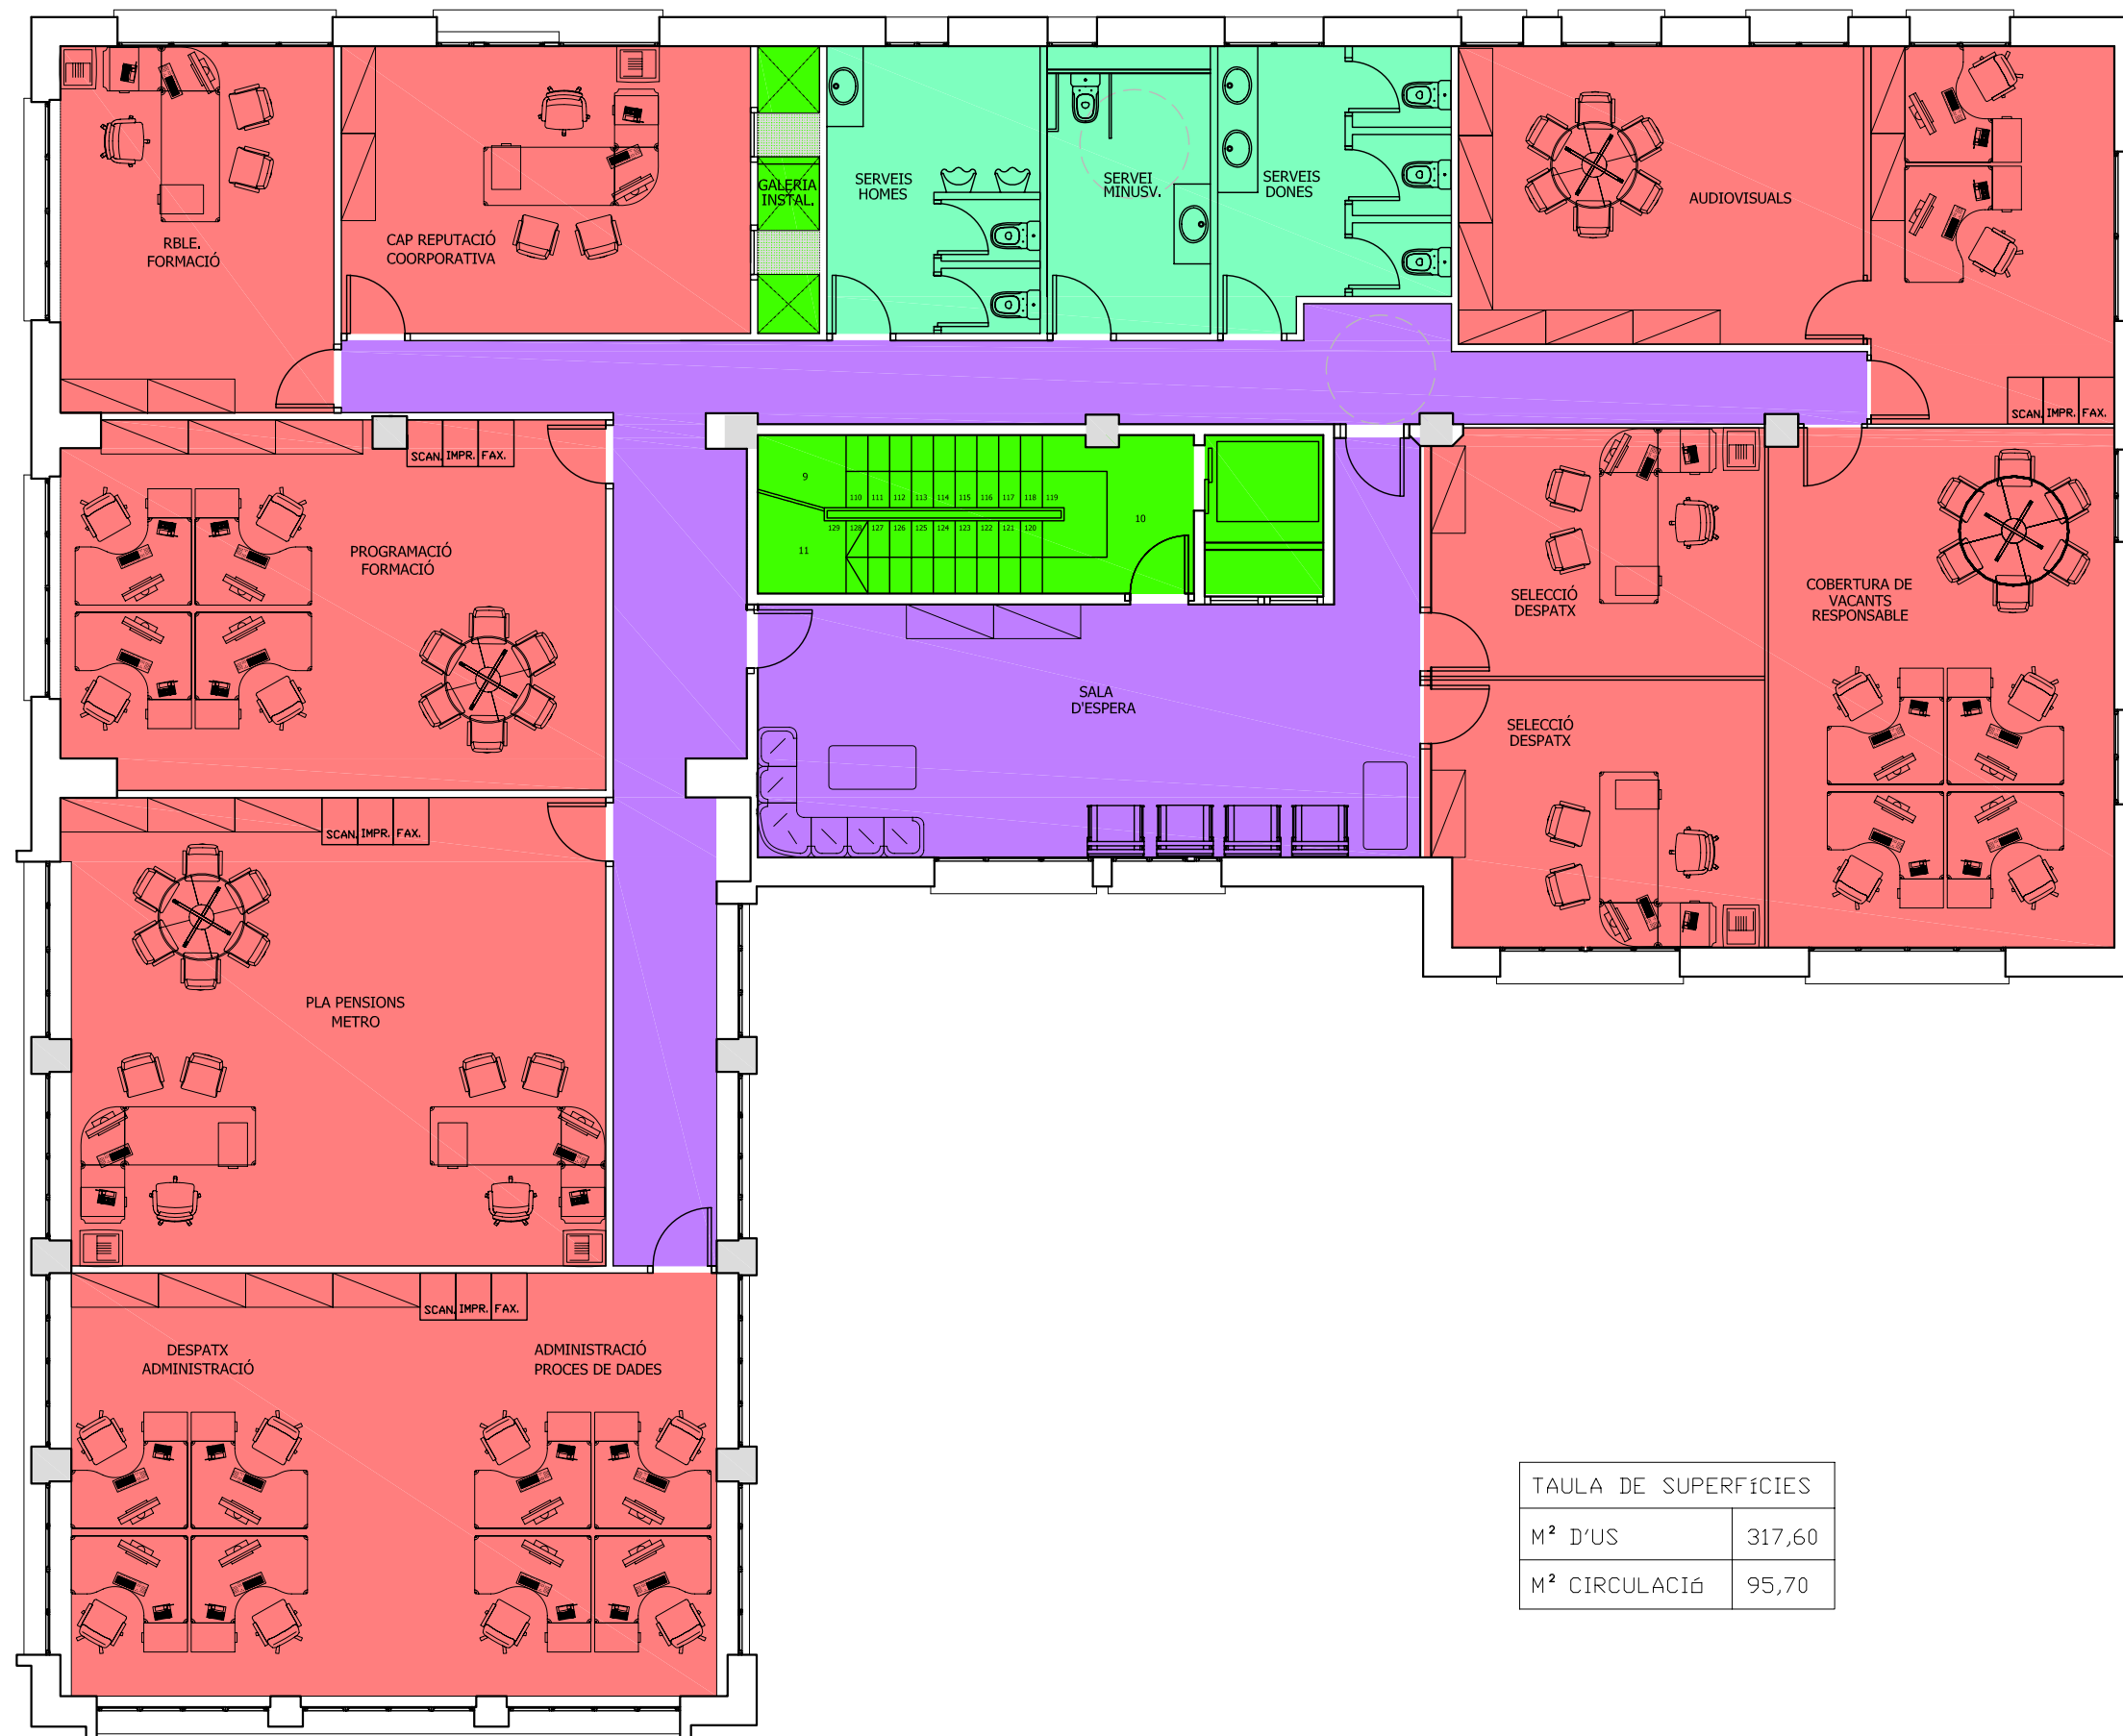 RBLE.
FORMACIÓ
CAP REPUTACIÓ
COORPORATIVA
GALERIA
INSTAL.
SERVEIS
HOMES
SERVEI
MINUSV.
SERVEIS
DONES
AUDIOVISUALS
SCAN. IMPR. FAX.
SCAN. IMPR. FAX.
9
110 111 112 113 114 115 116 117 118 119
129 128 127 126 125 124 123 122 121 120
10
11
PROGRAMACIÓ
FORMACIÓ
SELECCIÓ
DESPATX
COBERTURA DE
VACANTS
RESPONSABLE
SALA
D'ESPERA
SELECCIÓ
DESPATX
SCAN. IMPR. FAX.
PLA PENSIONS
METRO
SCAN. IMPR. FAX.
DESPATX
ADMINISTRACIÓ
ADMINISTRACIÓ
PROCES DE DADES
TAULA DE SUPERFíCIES
M² D'US 317,60
M² CIRCULACIó 95,70